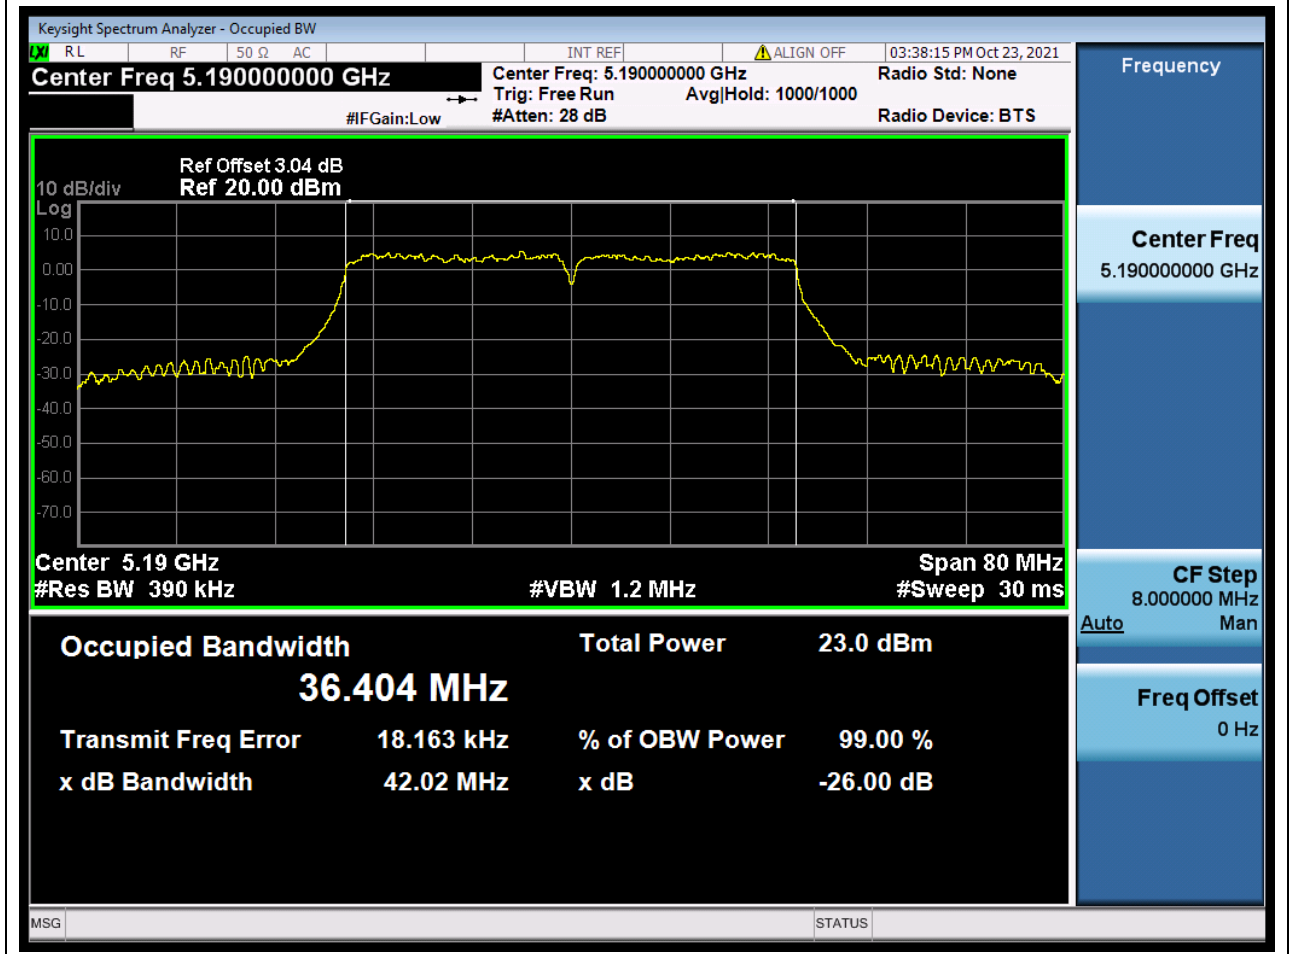 Keysight Spectrum Analyzer - Occupied BW
LXI RL RF 50 Ω AC INT REF ALIGN OFF 03:38:15 PM Oct 23, 2021
Center Freq 5.190000000 GHz
Center Freq: 5.190000000 GHz
Radio Std: None
Trig: Free Run Avg|Hold: 1000/1000
#IFGain:Low
#Atten: 28 dB
Radio Device: BTS
Ref Offset 3.04 dB
10 dB/div Ref 20.00 dBm
Log
10.0
0.00
-10.0
-20.0
-30.0
-40.0
-50.0
-60.0
-70.0
Center 5.19 GHz Span 80 MHz
#Res BW 390 kHz #VBW 1.2 MHz #Sweep 30 ms
Occupied Bandwidth Total Power 23.0 dBm
36.404 MHz
Transmit Freq Error 18.163 kHz % of OBW Power 99.00 %
x dB Bandwidth 42.02 MHz x dB -26.00 dB
Frequency
Center Freq
5.190000000 GHz
CF Step
8.000000 MHz
Auto Man
Freq Offset
0 Hz
MSG STATUS